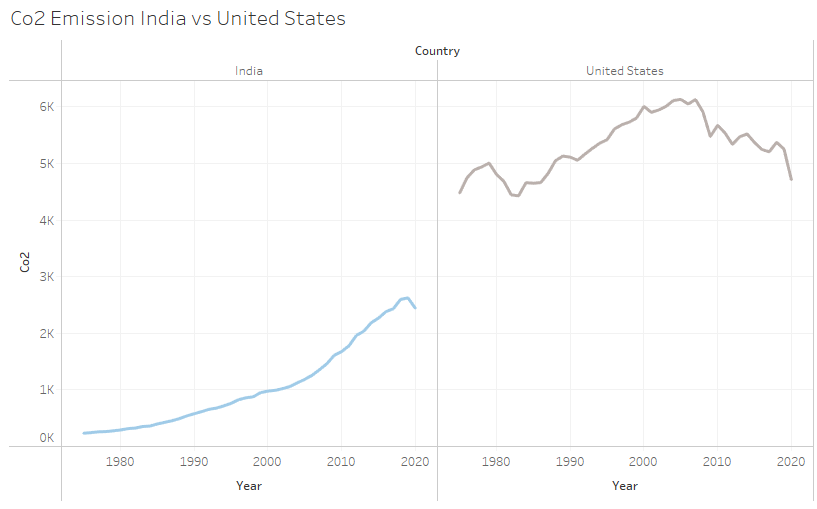 Co2 Emission India vs United States
Country
India United States
6K
5K
4K
3K
2K
1K
0K
Co2
1980 1990 2000 2010 2020 1980 1990 2000 2010 2020
Year Year